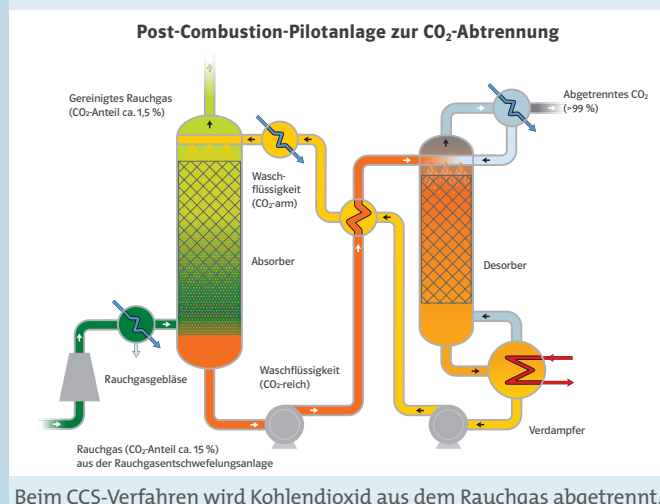 Post-Combustion-Pilotanlage zur CO₂-Abtrennung
Gereinigtes Rauchgas
(CO₂-Anteil ca. 1,5 %)
Abgetrenntes CO₂
(>99 %)
Wasch-
flüssigkeit
(CO₂-arm)
Absorber
Desorber
Rauchgasgebläse
Waschflüssigkeit
(CO₂-reich)
Verdampfer
Rauchgas (CO₂-Anteil ca. 15 %)
aus der Rauchgasentschwefelungsanlage
Beim CCS-Verfahren wird Kohlendioxid aus dem Rauchgas abgetrennt,